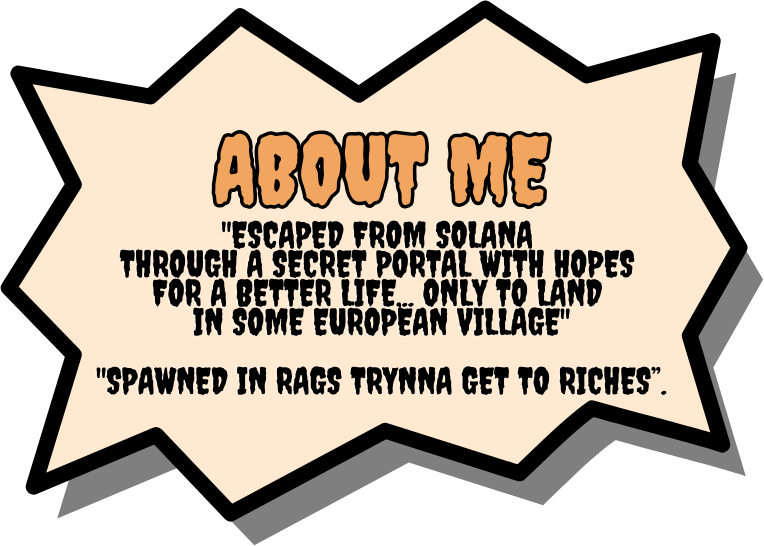 ABOUT ME
"ESCAPED FROM SOLANA
THROUGH A SECRET PORTAL WITH HOPES
FOR A BETTER LIFE... ONLY TO LAND
IN SOME EUROPEAN VILLAGE"
"SPAWNED IN RAGS TRYNNA GET TO RICHES”.